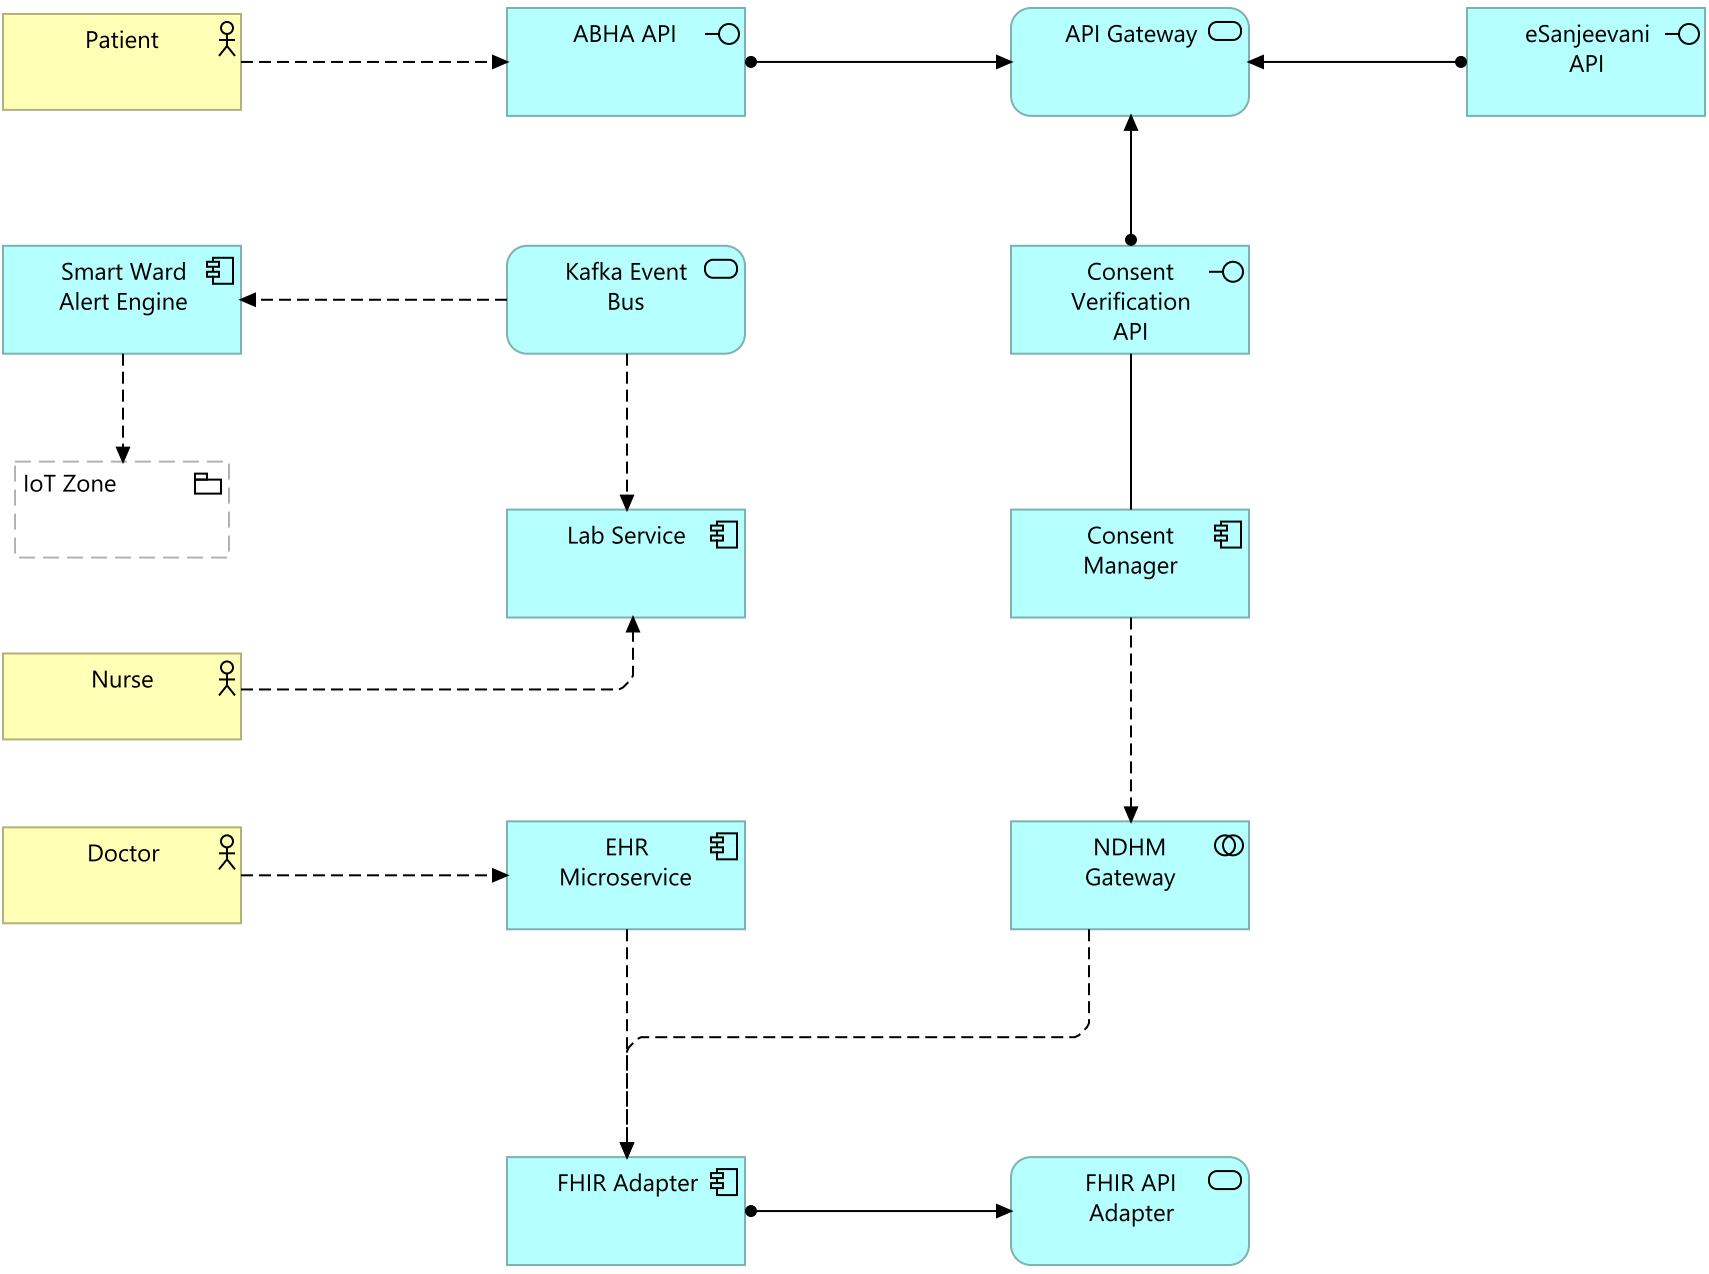 Patient
ABHA API
API Gateway
eSanjeevani
API
Smart Ward
Alert Engine
Kafka Event
Bus
Consent
Verification
API
IoT Zone
Lab Service
Consent
Manager
Nurse
Doctor
EHR
Microservice
NDHM
Gateway
FHIR Adapter
FHIR API
Adapter